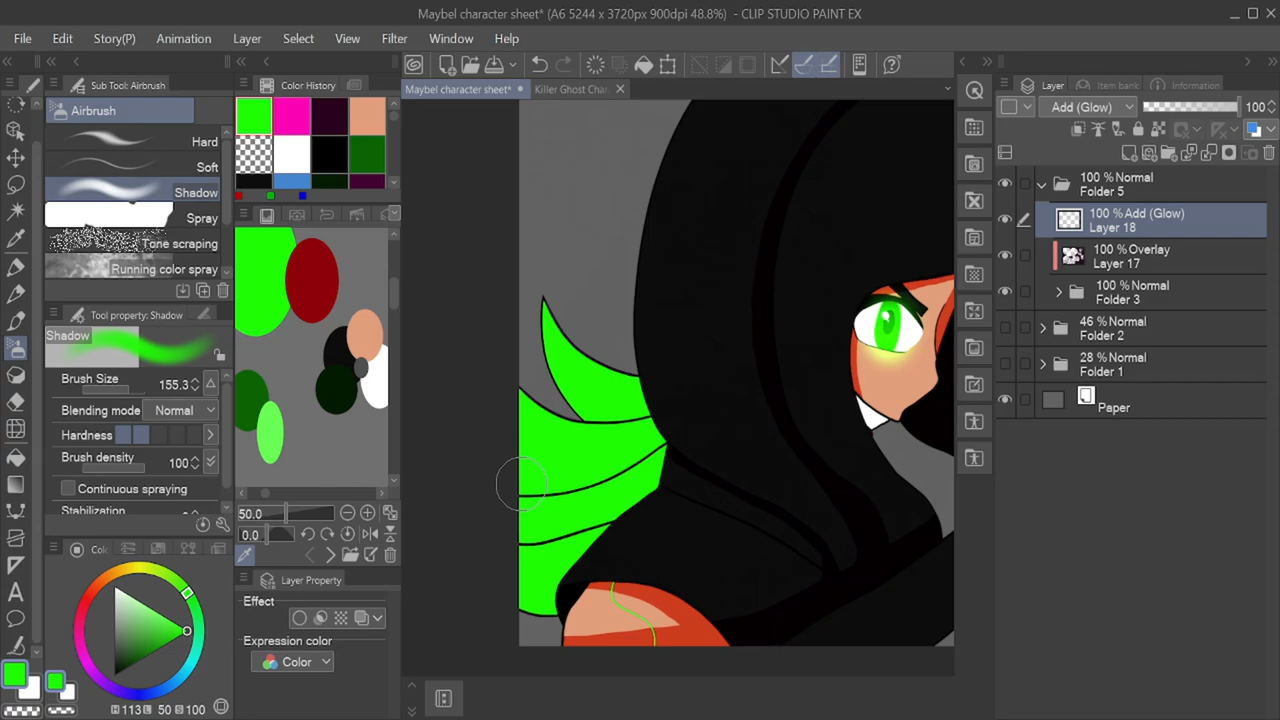 Maybel character sheet* (A6 5244 x 3720px 900dpi 48.8%) - CLIP STUDIO PAINT EX
File Edit Story(P) Animation Layer Select View Filter Window Help
Sub Tool: Airbrush
Airbrush
Hard
Soft
Shadow
Spray
Tone scraping
Running color spray
Tool property: Shadow
Shadow
Brush Size 155.3
Blending mode Normal
Hardness
Brush density 100
Continuous spraying
Stabilization
Col
H 113 L 50 S 100
Color History
50.0
0.0
Layer Property
Effect
Expression color
Color
Maybel character sheet*
Killer Ghost Char
Layer Item bank Information
Add (Glow) 100
100 % Normal
Folder 5
100 % Add (Glow)
Layer 18
100 % Overlay
Layer 17
100 % Normal
Folder 3
46 % Normal
Folder 2
28 % Normal
Folder 1
Paper